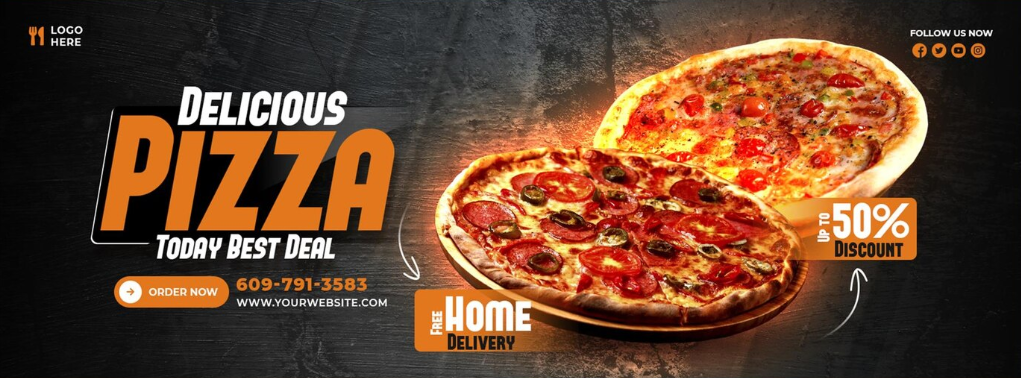 LOGO
HERE
FOLLOW US NOW
DELICIOUS
PIZZA
TODAY BEST DEAL
ORDER NOW
609-791-3583
WWW.YOURWEBSITE.COM
FREE
HOME
DELIVERY
UP TO
50%
DISCOUNT